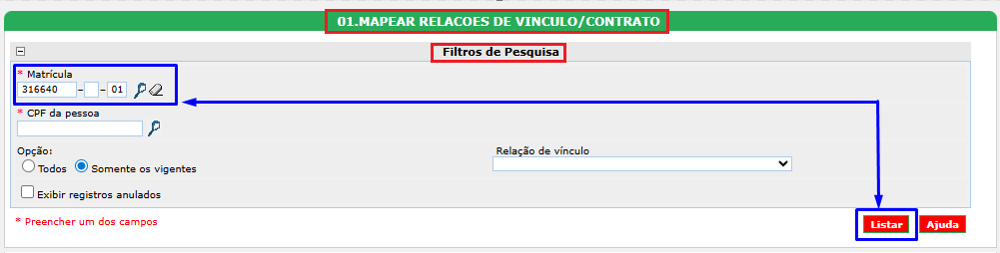 01.MAPEAR RELACOES DE VINCULO/CONTRATO
Filtros de Pesquisa
* Matrícula
316640 - - 01
* CPF da pessoa
Opção:
Relação de vínculo
Todos Somente os vigentes
Exibir registros anulados
* Preencher um dos campos
Listar Ajuda